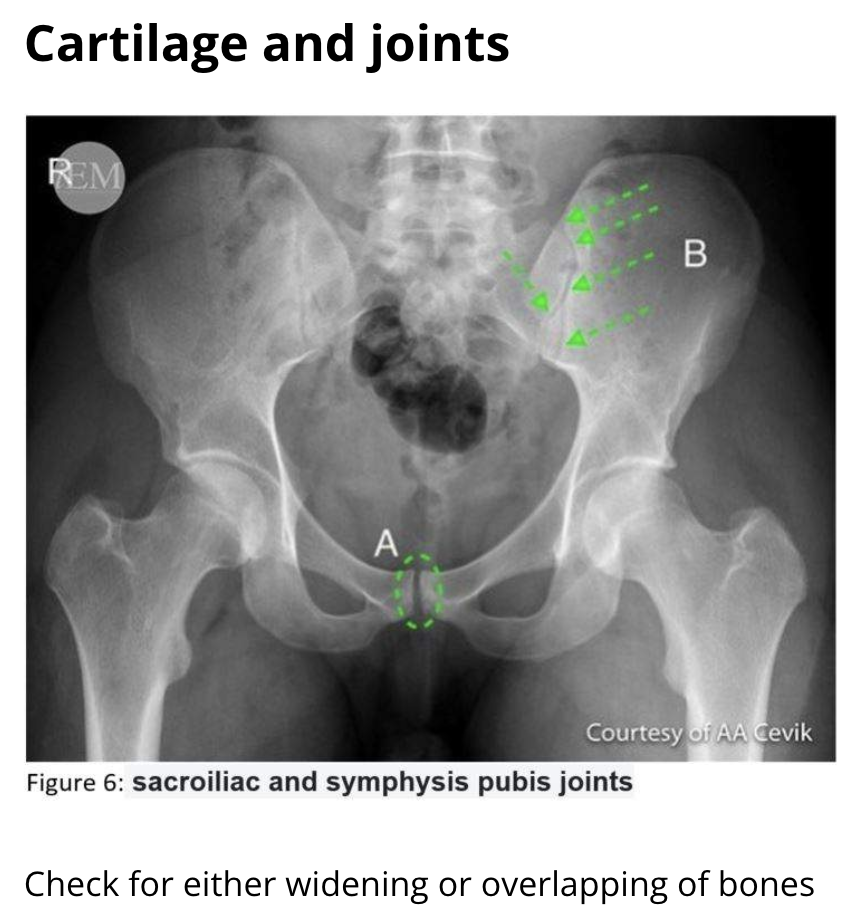 Cartilage and joints
R
iEM
B
A
Courtesy of AA Cevik
Figure 6: sacroiliac and symphysis pubis joints
Check for either widening or overlapping of bones